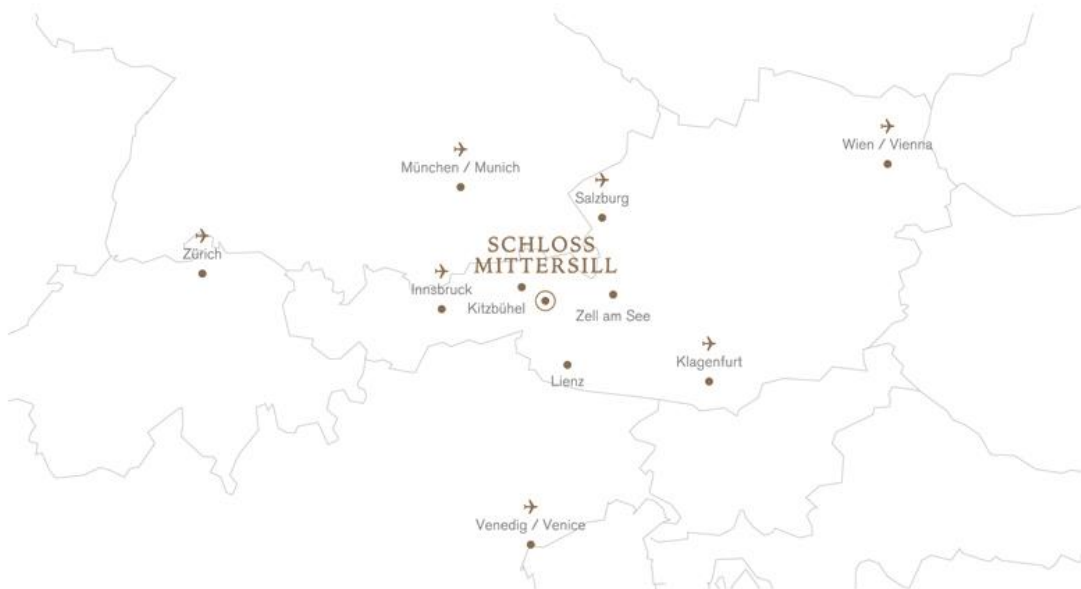 Wien / Vienna
München / Munich
Salzburg
Zürich
SCHLOSS
MITTERSILL
Innsbruck
Kitzbühel
Zell am See
Klagenfurt
Lienz
Venedig / Venice